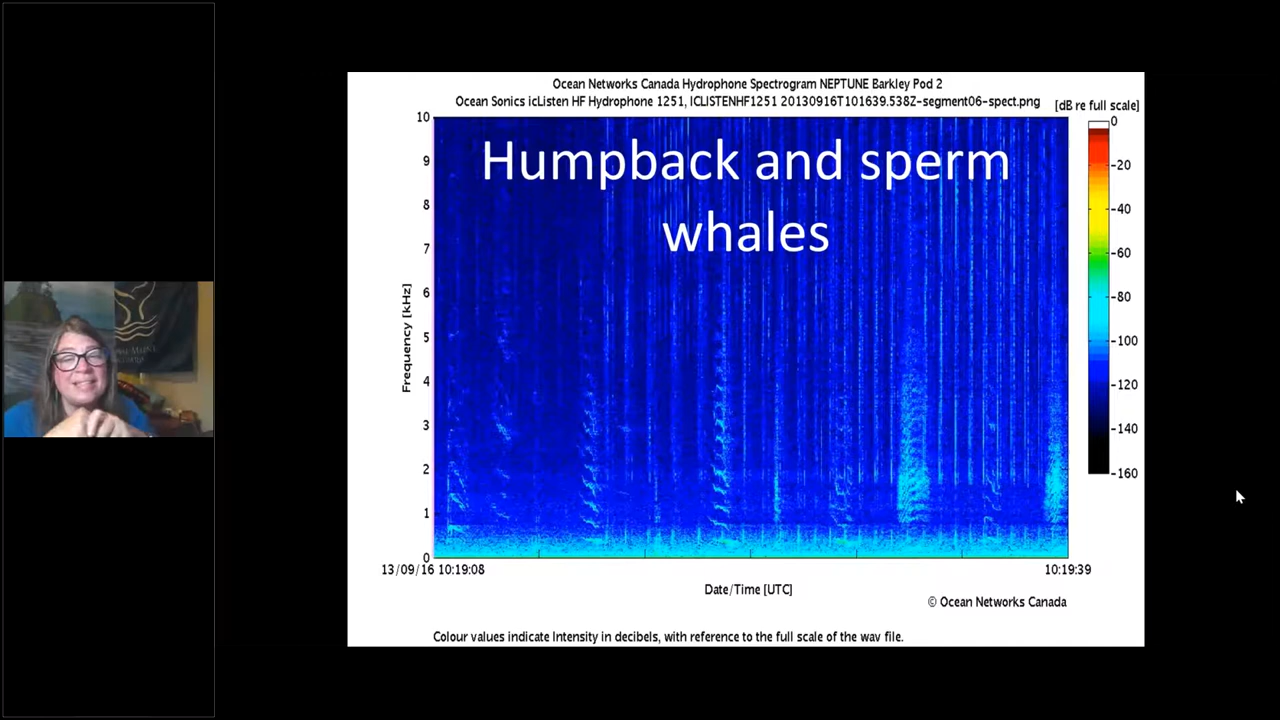 Ocean Networks Canada Hydrophone Spectrogram NEPTUNE Barkley Pod 2
Ocean Sonics icListen HF Hydrophone 1251, ICLISTENHF1251 20130916T101639.538Z-segment06-spect.png
[dB re full scale]
Humpback and sperm
whales
10
9
8
7
6
5
4
3
2
1
0
Frequency [kHz]
0
-20
-40
-60
-80
-100
-120
-140
-160
13/09/16 10:19:08
10:19:39
Date/Time [UTC]
© Ocean Networks Canada
Colour values indicate Intensity in decibels, with reference to the full scale of the wav file.